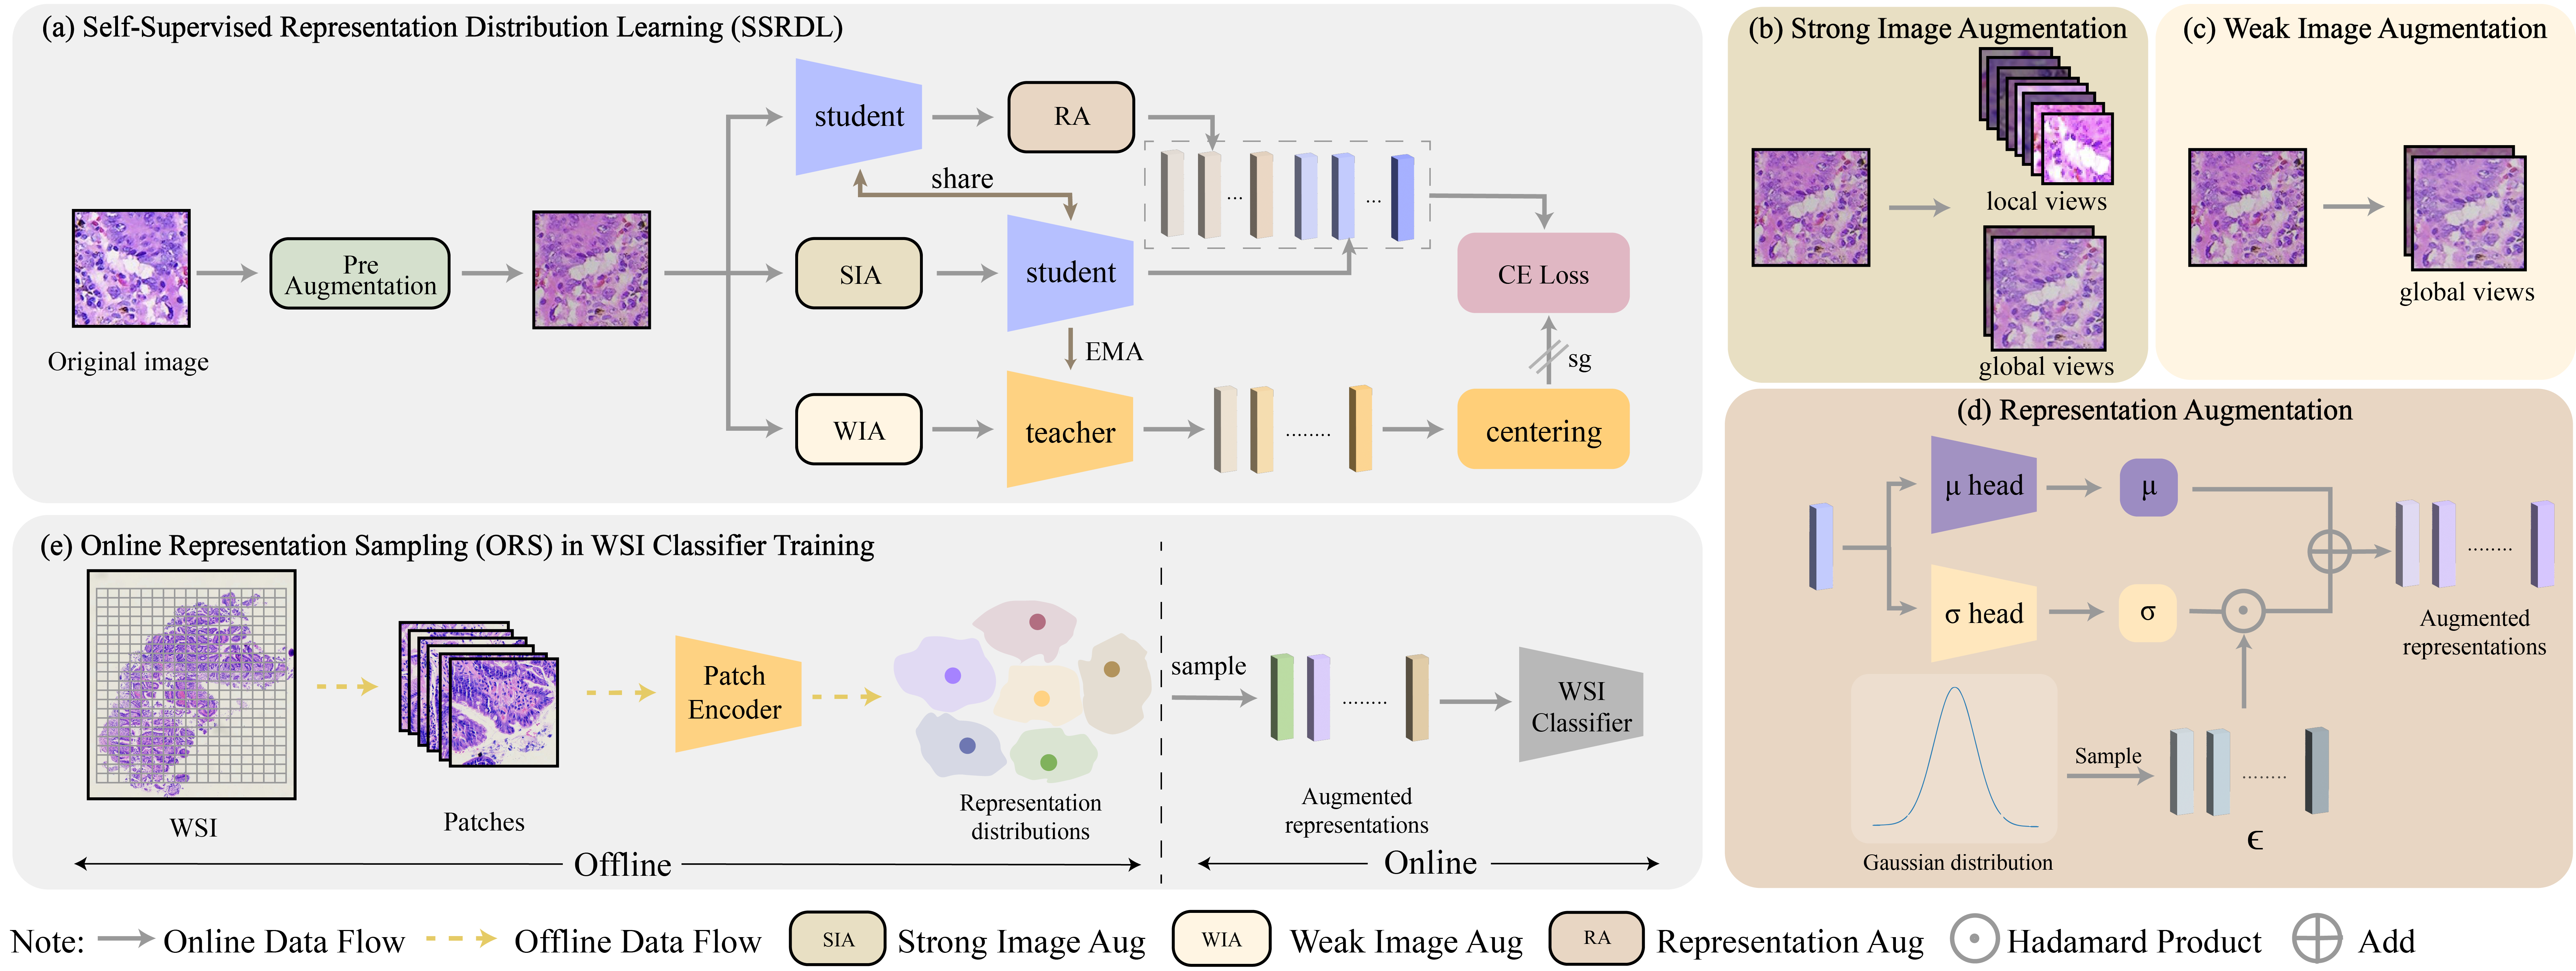 (a) Self-Supervised Representation Distribution Learning (SSRDL)
Original image
Pre
Augmentation
student
RA
share
SIA
student
EMA
WIA
teacher
...
...
........
CE Loss
sg
centering
(b) Strong Image Augmentation
local views
global views
(c) Weak Image Augmentation
global views
(d) Representation Augmentation
μ head
μ
σ head
σ
........
Augmented
representations
Gaussian distribution
Sample
........
ϵ
(e) Online Representation Sampling (ORS) in WSI Classifier Training
WSI
Patches
Patch
Encoder
Representation
distributions
sample
........
Augmented
representations
WSI
Classifier
Offline
Online
Note: Online Data Flow Offline Data Flow SIA Strong Image Aug WIA Weak Image Aug RA Representation Aug Hadamard Product Add